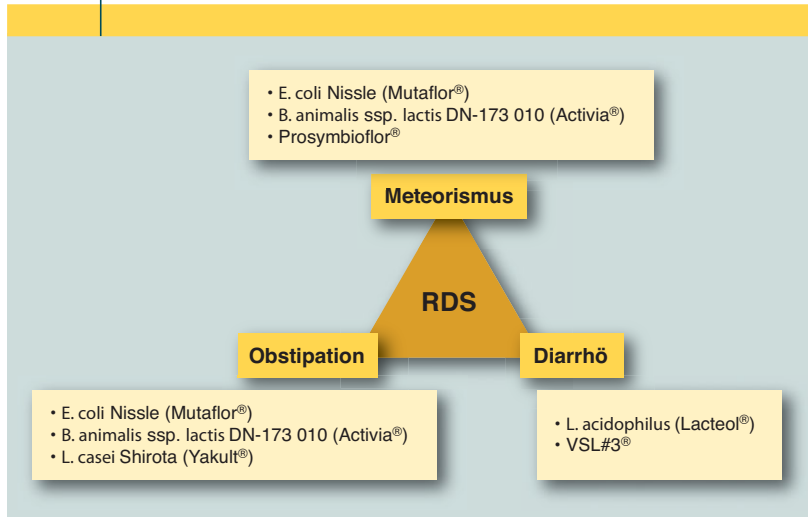 • E. coli Nissle (Mutaflor®)
• B. animalis ssp. lactis DN-173 010 (Activia®)
• Prosymbioflor®
Meteorismus
RDS
Obstipation
Diarrhö
• E. coli Nissle (Mutaflor®)
• B. animalis ssp. lactis DN-173 010 (Activia®)
• L. casei Shirota (Yakult®)
• L. acidophilus (Lacteol®)
• VSL#3®